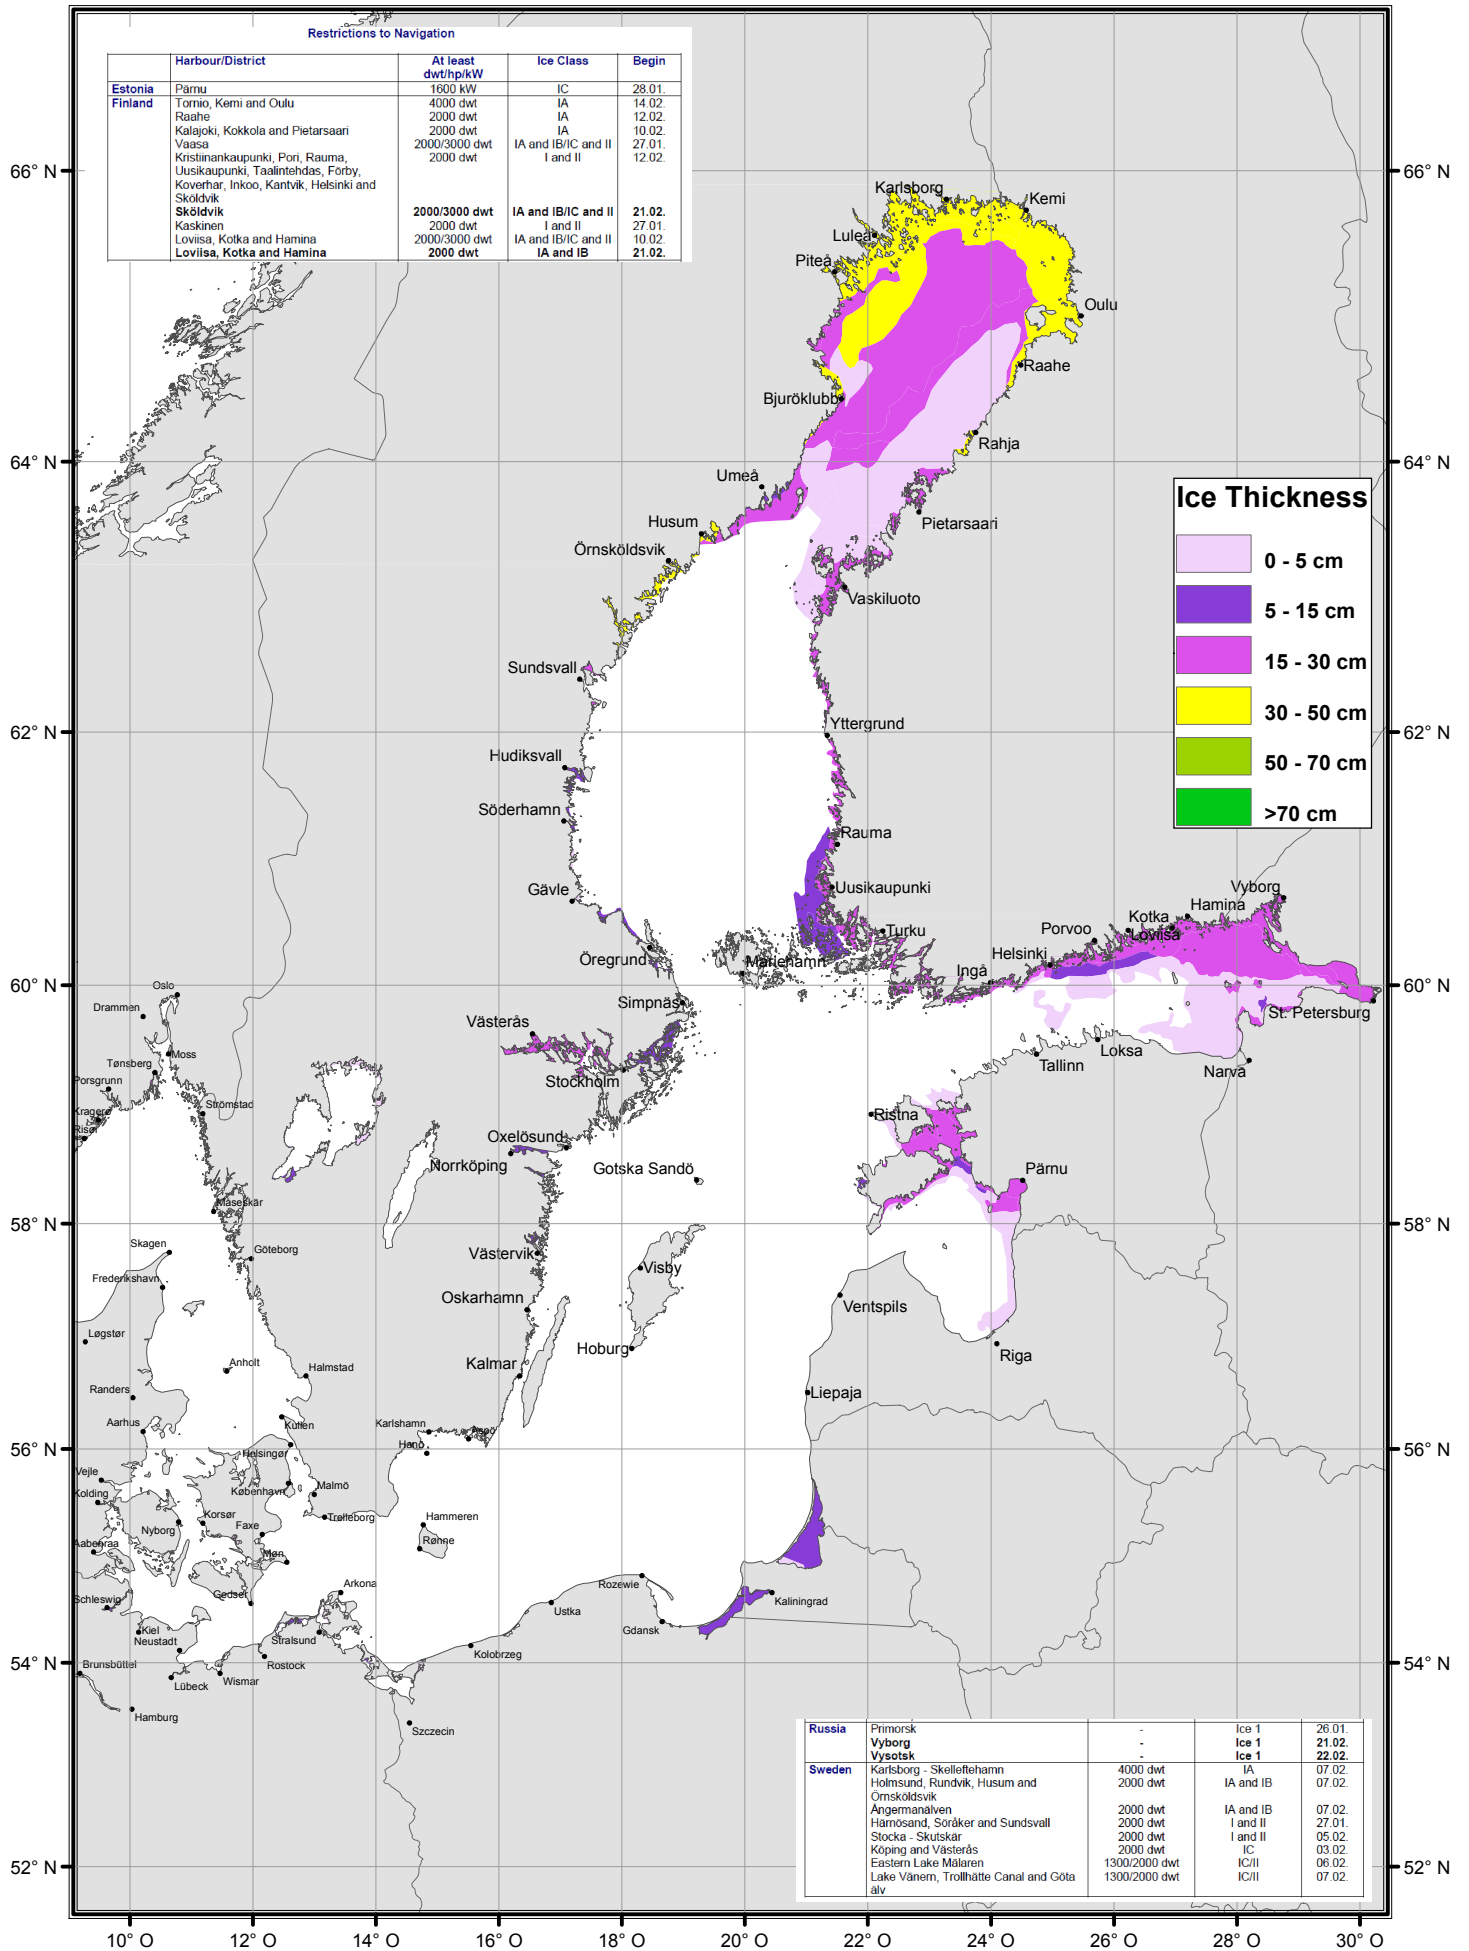 Restrictions to Navigation
Harbour/District At least dwt/hp/kW Ice Class Begin
Estonia Pärnu 1600 kW IC 28.01.
Finland Tornio, Kemi and Oulu 4000 dwt IA 14.02.
Raahe 2000 dwt IA 12.02.
Kalajoki, Kokkola and Pietarsaari 2000 dwt IA 10.02.
Vaasa 2000/3000 dwt IA and IB/IC and II 27.01.
Kristiinankaupunki, Pori, Rauma, 2000 dwt I and II 12.02.
Uusikaupunki, Taalintehdas, Förby,
Koverhar, Inkoo, Kantvik, Helsinki and
Sköldvik
Sköldvik 2000/3000 dwt IA and IB/IC and II 21.02.
Kaskinen 2000 dwt I and II 27.01.
Loviisa, Kotka and Hamina 2000/3000 dwt IA and IB/IC and II 10.02.
Loviisa, Kotka and Hamina 2000 dwt IA and IB 21.02.
66° N 66° N
Karlsborg
Kemi
Luleå
Piteå
Oulu
Raahe
Bjuröklubb
Rahja
64° N 64° N
Umeå
Ice Thickness
0 - 5 cm
5 - 15 cm
15 - 30 cm
30 - 50 cm
50 - 70 cm
>70 cm
Pietarsaari
Husum
Örnsköldsvik
Vaskiluoto
Sundsvall
Yttergrund
62° N 62° N
Hudiksvall
Söderhamn
Rauma
Gävle
Uusikaupunki
Vyborg
Hamina
Kotka
Loviisa
Porvoo
Turku
Helsinki
Öregrund
Mariehamn
Ingå
60° N 60° N
Oslo
Drammen
Simpnäs
St. Petersburg
Västerås
Moss
Tallinn
Loksa
Narva
Tønsberg
Stockholm
Porsgrunn
Kragerø
Strömstad
Ristna
Risør
Oxelösund
Norrköping
Gotska Sandö
Pärnu
Måseskär
58° N 58° N
Skagen
Göteborg
Västervik
Visby
Frederikshavn
Oskarhamn
Ventspils
Løgstør
Hoburg
Riga
Anholt
Halmstad
Kalmar
Randers
Liepaja
Aarhus
Kullen
Karlshamn
Aspö
Hanö
56° N 56° N
Helsingør
Vejle
København
Malmö
Kolding
Korsør
Nyborg
Faxe
Trelleborg
Hammeren
Rønne
Aabenraa
Møn
Arkona
Rozewie
Kaliningrad
Schleswig
Gedser
Ustka
Gdansk
Kiel
Neustadt
Stralsund
Kolobrzeg
54° N 54° N
Brunsbüttel
Rostock
Wismar
Lübeck
Hamburg
Szczecin
Russia Primorsk - Ice 1 26.01.
Vyborg - Ice 1 21.02.
Vysotsk - Ice 1 22.02.
Sweden Karlsborg - Skelleftehamn 4000 dwt IA 07.02.
Holmsund, Rundvik, Husum and 2000 dwt IA and IB 07.02.
Örnsköldsvik
Ångermanälven 2000 dwt IA and IB 07.02.
Härnösand, Söråker and Sundsvall 2000 dwt I and II 27.01.
Stocka - Skutskär 2000 dwt I and II 05.02.
Köping and Västerås 2000 dwt IC 03.02.
Eastern Lake Mälaren 1300/2000 dwt IC/II 06.02.
Lake Vänern, Trollhätte Canal and Göta 1300/2000 dwt IC/II 07.02.
älv
52° N 52° N
10° O 12° O 14° O 16° O 18° O 20° O 22° O 24° O 26° O 28° O 30° O